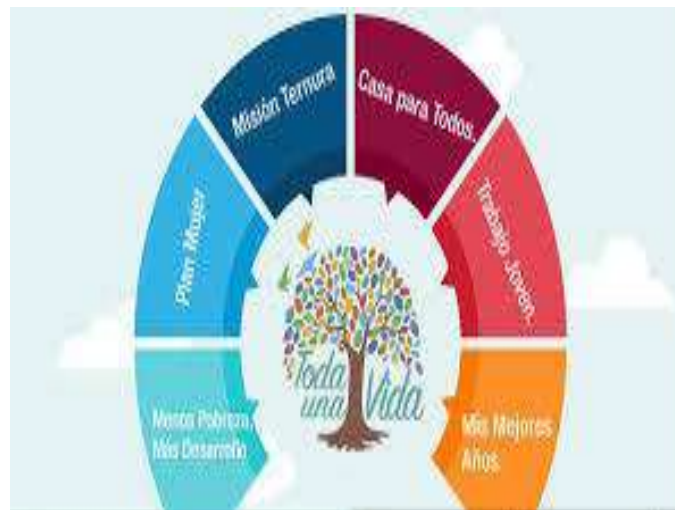 Misión Ternura
Casa para Todos.
Plan Mujer
Trabajo Joven.
Toda
una Vida
Menos Pobreza,
Más Desarrollo
Mis Mejores
Años.